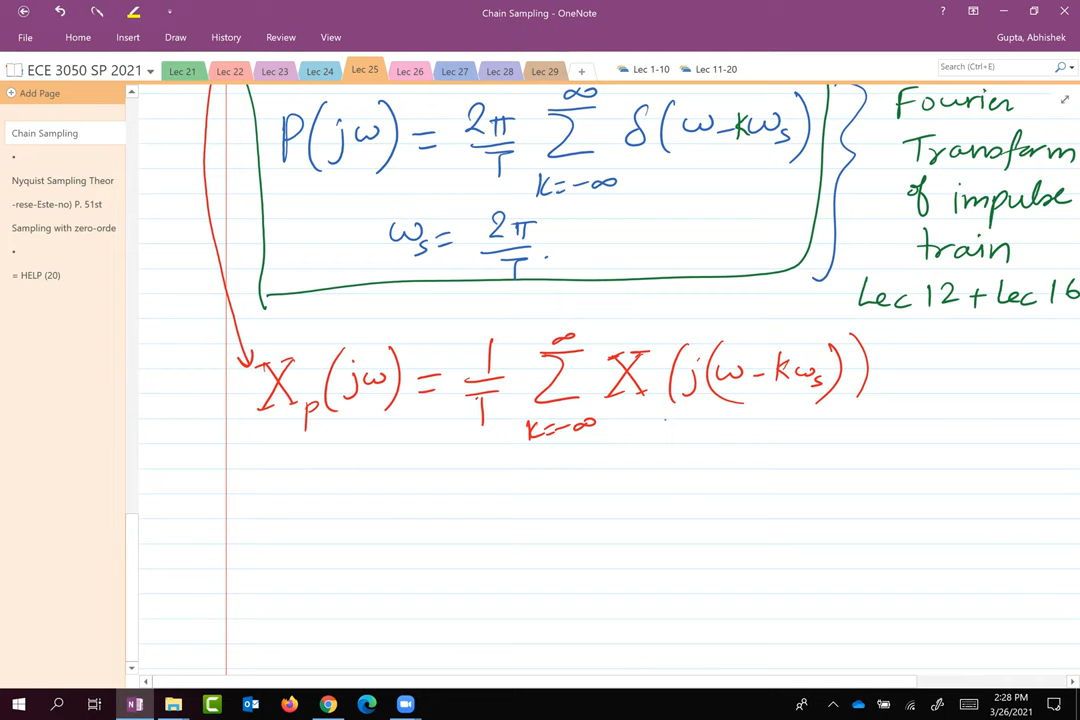 Chain Sampling - OneNote
File Home Insert Draw History Review View Gupta, Abhishek
ECE 3050 SP 2021 Lec 21 Lec 22 Lec 23 Lec 24 Lec 25 Lec 26 Lec 27 Lec 28 Lec 29 + Lec 1-10 Lec 11-20 Search (Ctrl+E)
Add Page
Chain Sampling
Nyquist Sampling Theor
-rese-Este-no) P. 51st
Sampling with zero-orde
= HELP (20)
P(jω) = 2π/T ∑_{k=-∞}^{∞} δ(ω-kω_s)
ω_s = 2π/T.
Fourier
Transform
of impulse
train
Lec 12 + Lec 16
X_p(jω) = 1/T ∑_{k=-∞}^{∞} X(j(ω-kω_s))
2:28 PM
3/26/2021